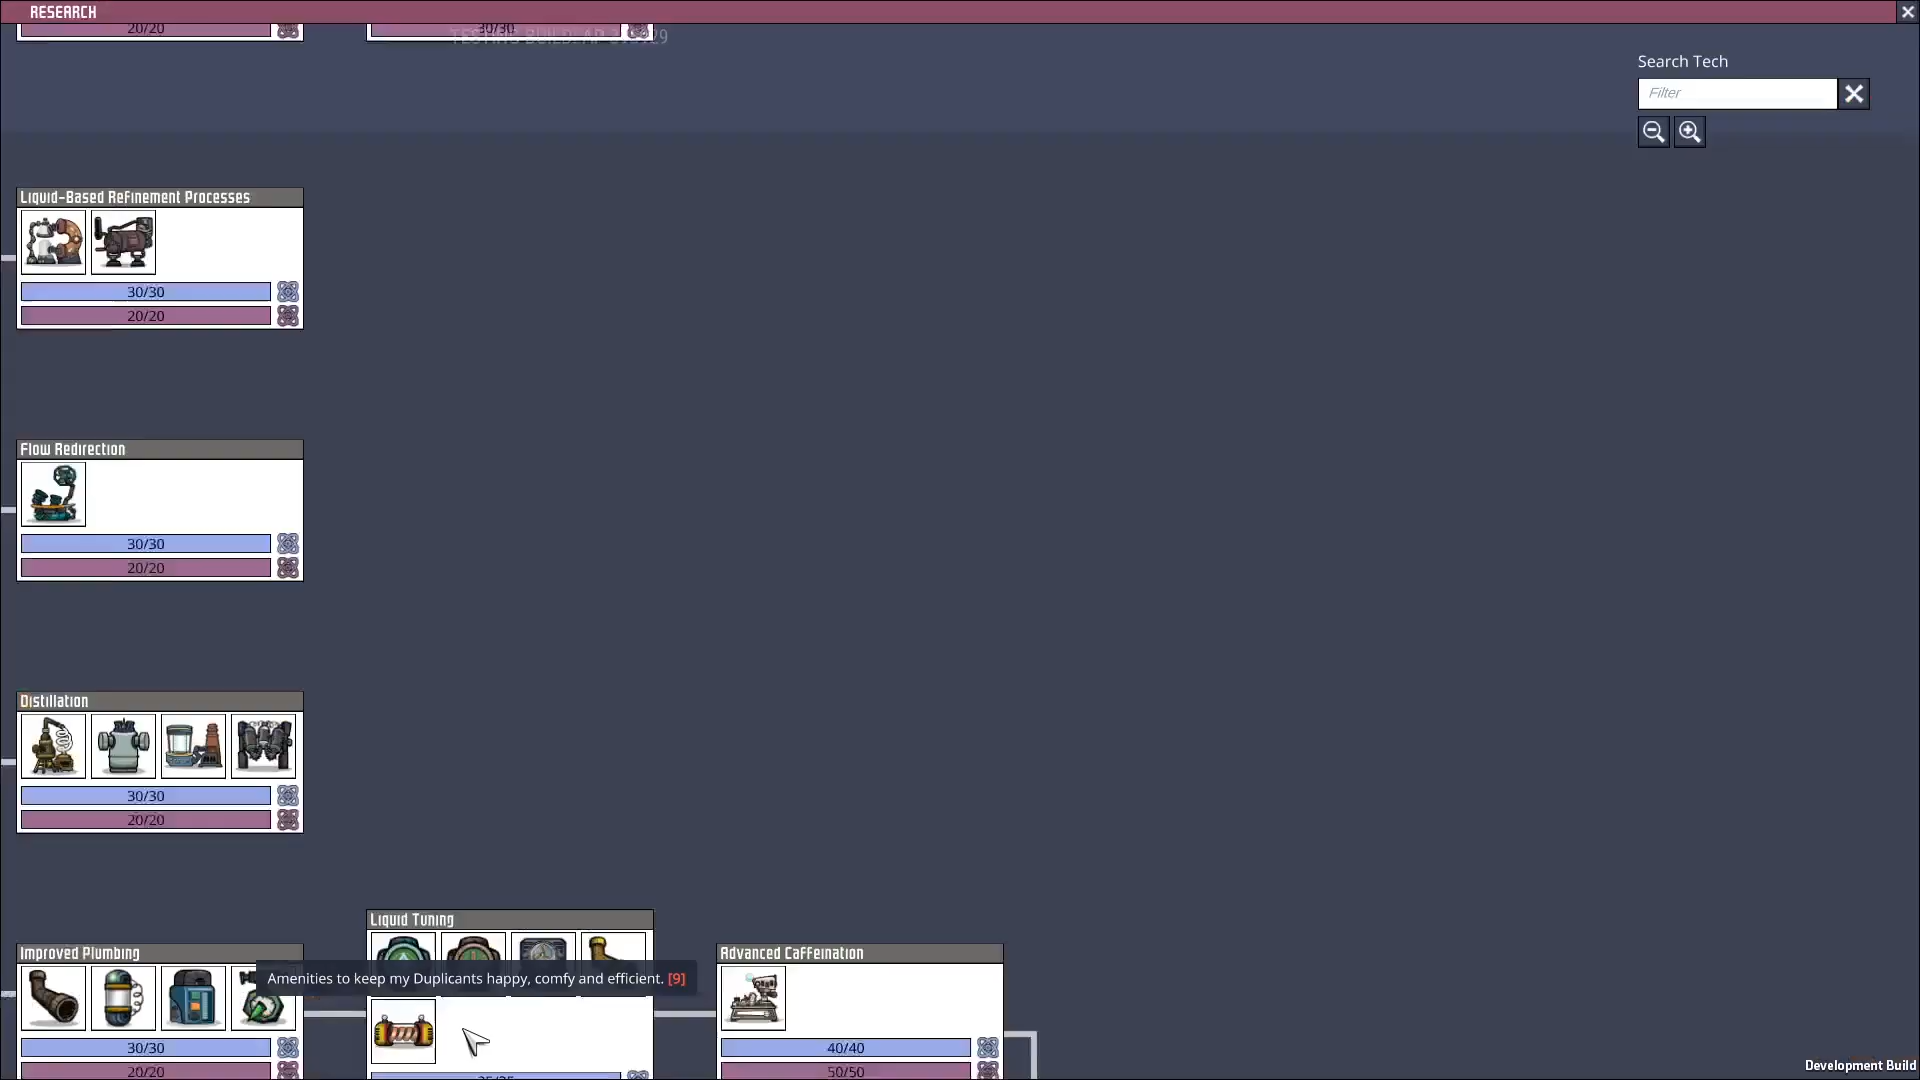 RESEARCH
20/20
30/30
Search Tech
Filter
Liquid-Based Refinement Processes
30/30
20/20
Flow Redirection
30/30
20/20
Distillation
30/30
20/20
Liquid Tuning
Improved Plumbing
Advanced Caffeination
Amenities to keep my Duplicants happy, comfy and efficient. [9]
30/30
40/40
Development Build
20/20
50/50